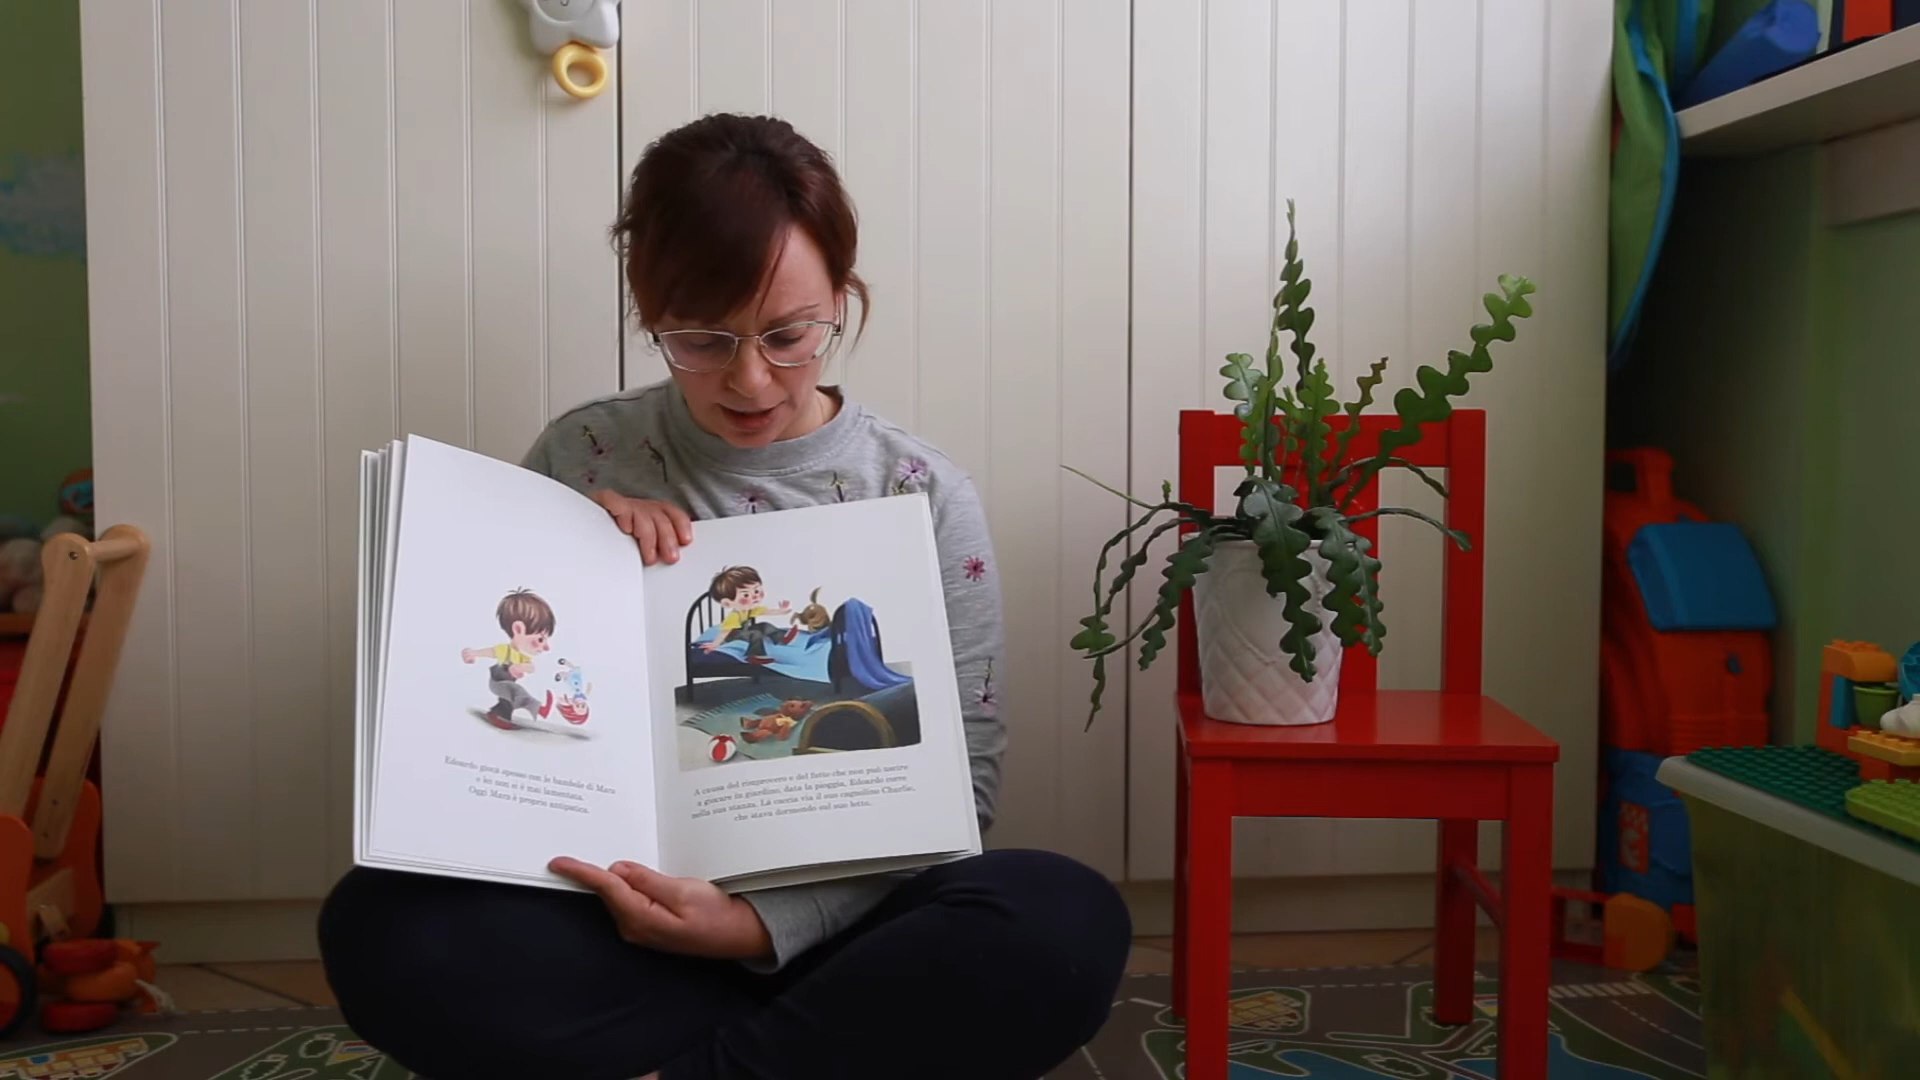 Edoardo gioca spesso con le bambole di Mara
e lei non si è mai lamentata.
Oggi Mara è proprio antipatica.
A causa del rimprovero e del fatto che non può uscire
a giocare in giardino, data la pioggia, Edoardo corre
nella sua stanza. Là caccia via il suo cagnolino Charlie,
che stava dormendo sul suo letto.